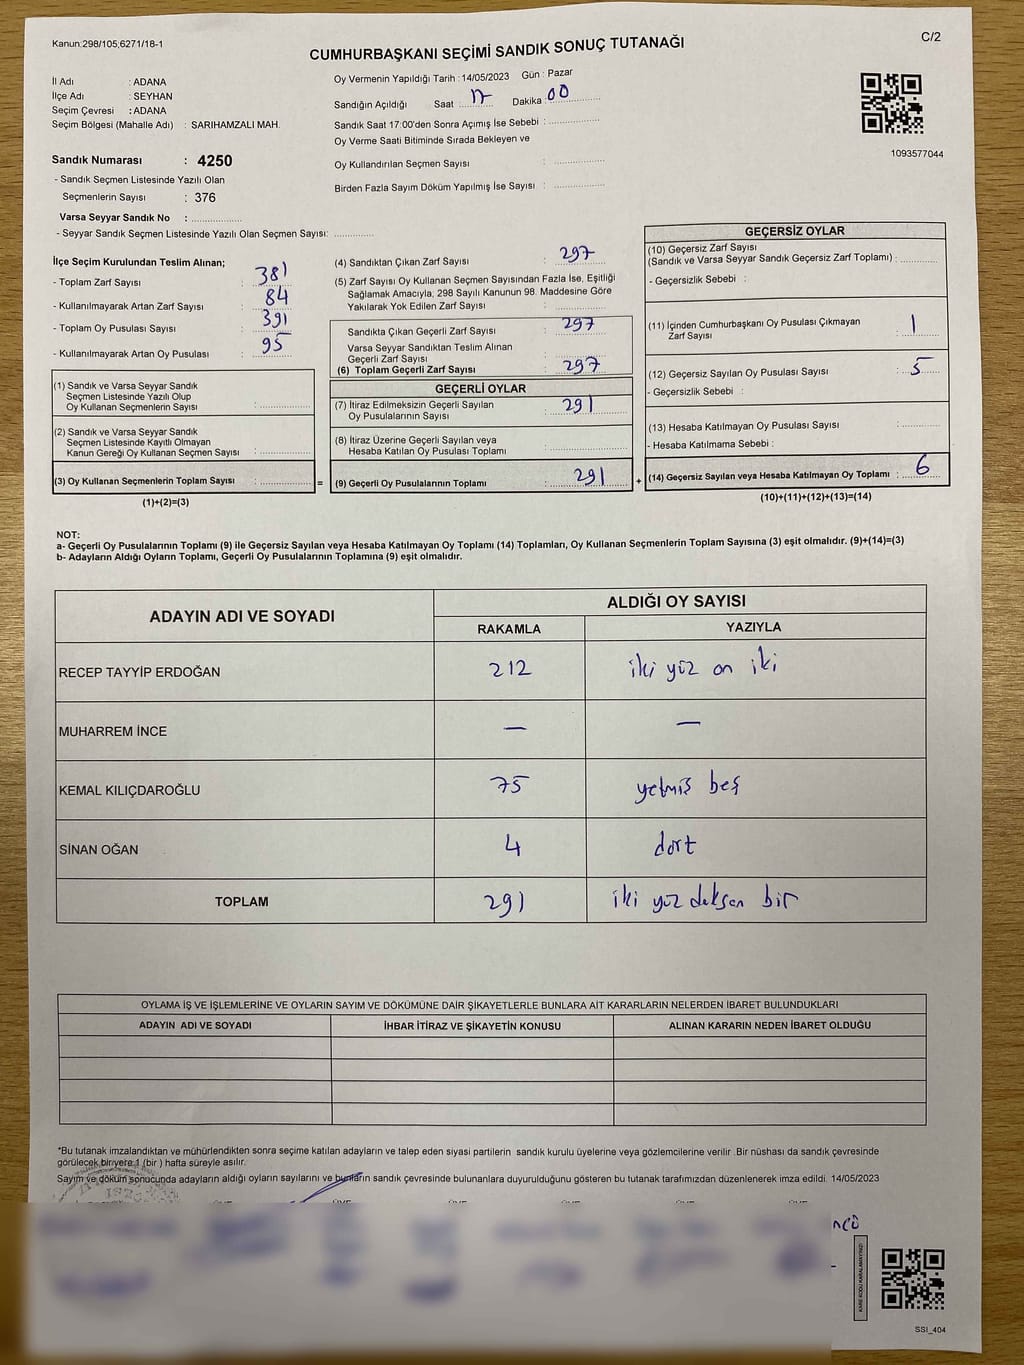 Kanun:298/105;6271/18-1
C/2
CUMHURBAŞKANI SEÇİMİ SANDIK SONUÇ TUTANAĞI
İl Adı : ADANA
İlçe Adı : SEYHAN
Seçim Çevresi : ADANA
Seçim Bölgesi (Mahalle Adı) : SARIHAMZALI MAH.
Oy Vermenin Yapıldığı Tarih : 14/05/2023 Gün : Pazar
Sandığın Açıldığı Saat 17 Dakika 00
Sandık Saat 17:00'den Sonra Açımış İse Sebebi :
Oy Verme Saati Bitiminde Sırada Bekleyen ve
Oy Kullandırılan Seçmen Sayısı :
Birden Fazla Sayım Döküm Yapılmış İse Sayısı :
1093577044
Sandık Numarası : 4250
- Sandık Seçmen Listesinde Yazılı Olan
Seçmenlerin Sayısı : 376
Varsa Seyyar Sandık No :
- Seyyar Sandık Seçmen Listesinde Yazılı Olan Seçmen Sayısı:
İlçe Seçim Kurulundan Teslim Alınan;
- Toplam Zarf Sayısı : 381
- Kullanılmayarak Artan Zarf Sayısı : 84
- Toplam Oy Pusulası Sayısı : 391
- Kullanılmayarak Artan Oy Pusulası : 95
(1) Sandık ve Varsa Seyyar Sandık
Seçmen Listesinde Yazılı Olup
Oy Kullanan Seçmenlerin Sayısı :
(2) Sandık ve Varsa Seyyar Sandık
Seçmen Listesinde Kayıtlı Olmayan
Kanun Gereği Oy Kullanan Seçmen Sayısı :
(3) Oy Kullanan Seçmenlerin Toplam Sayısı : =
(1)+(2)=(3)
(4) Sandıktan Çıkan Zarf Sayısı : 297
(5) Zarf Sayısı Oy Kullanan Seçmen Sayısından Fazla İse, Eşitliği
Sağlamak Amacıyla, 298 Sayılı Kanunun 98. Maddesine Göre
Yakılarak Yok Edilen Zarf Sayısı :
Sandıkta Çıkan Geçerli Zarf Sayısı : 297
Varsa Seyyar Sandıktan Teslim Alınan
Geçerli Zarf Sayısı :
(6) Toplam Geçerli Zarf Sayısı : 297
GEÇERLİ OYLAR
(7) İtiraz Edilmeksizin Geçerli Sayılan
Oy Pusulalarının Sayısı : 291
(8) İtiraz Üzerine Geçerli Sayılan veya
Hesaba Katılan Oy Pusulası Toplamı :
(9) Geçerli Oy Pusulalarının Toplamı : 291 +
GEÇERSİZ OYLAR
(10) Geçersiz Zarf Sayısı
(Sandık ve Varsa Seyyar Sandık Geçersiz Zarf Toplamı) :
- Geçersizlik Sebebi :
(11) İçinden Cumhurbaşkanı Oy Pusulası Çıkmayan
Zarf Sayısı : 1
(12) Geçersiz Sayılan Oy Pusulası Sayısı : 5
- Geçersizlik Sebebi :
(13) Hesaba Katılmayan Oy Pusulası Sayısı :
- Hesaba Katılmama Sebebi :
(14) Geçersiz Sayılan veya Hesaba Katılmayan Oy Toplamı : 6
(10)+(11)+(12)+(13)=(14)
NOT:
a- Geçerli Oy Pusulalarının Toplamı (9) ile Geçersiz Sayılan veya Hesaba Katılmayan Oy Toplamı (14) Toplamları, Oy Kullanan Seçmenlerin Toplam Sayısına (3) eşit olmalıdır. (9)+(14)=(3)
b- Adayların Aldığı Oyların Toplamı, Geçerli Oy Pusulalarının Toplamına (9) eşit olmalıdır.
ADAYIN ADI VE SOYADI ALDIĞI OY SAYISI
RAKAMLA YAZIYLA
RECEP TAYYİP ERDOĞAN 212 iki yüz on iki
MUHARREM İNCE — —
KEMAL KILIÇDAROĞLU 75 yetmiş beş
SİNAN OĞAN 4 dört
TOPLAM 291 iki yüz doksan bir
OYLAMA İŞ VE İŞLEMLERİNE VE OYLARIN SAYIM VE DÖKÜMÜNE DAİR ŞİKAYETLERLE BUNLARA AİT KARARLARIN NELERDEN İBARET BULUNDUKLARI
ADAYIN ADI VE SOYADI İHBAR İTİRAZ VE ŞİKAYETİN KONUSU ALINAN KARARIN NEDEN İBARET OLDUĞU
*Bu tutanak imzalandıktan ve mühürlendikten sonra seçime katılan adayların ve talep eden siyasi partilerin sandık kurulu üyelerine veya gözlemcilerine verilir .Bir nüshası da sandık çevresinde
görülecek bir yere 1 (bir ) hafta süreyle asılır.
Sayım ve döküm sonucunda adayların aldığı oyların sayılarını ve bunların sandık çevresinde bulunanlara duyurulduğunu gösteren bu tutanak tarafımızdan düzenlenerek imza edildi. 14/05/2023
KARE KODU KARALAMAYINIZ!
SSI_404